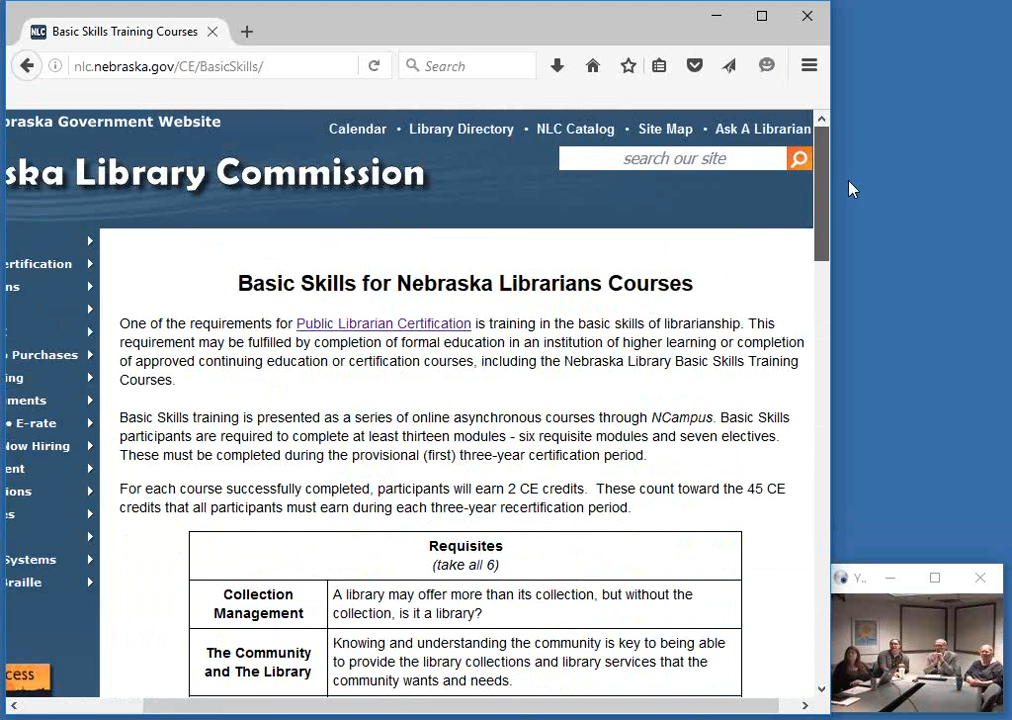 NLC Basic Skills Training Courses
nlc.nebraska.gov/CE/BasicSkills/
Search
braska Government Website
Calendar • Library Directory • NLC Catalog • Site Map • Ask A Librarian
ska Library Commission
search our site
ertification
ns
o Purchases
ing
ments
• E-rate
Now Hiring
ent
ions
es
Systems
Braille
cess
Basic Skills for Nebraska Librarians Courses
One of the requirements for Public Librarian Certification is training in the basic skills of librarianship. This
requirement may be fulfilled by completion of formal education in an institution of higher learning or completion
of approved continuing education or certification courses, including the Nebraska Library Basic Skills Training
Courses.
Basic Skills training is presented as a series of online asynchronous courses through NCampus. Basic Skills
participants are required to complete at least thirteen modules - six requisite modules and seven electives.
These must be completed during the provisional (first) three-year certification period.
For each course successfully completed, participants will earn 2 CE credits. These count toward the 45 CE
credits that all participants must earn during each three-year recertification period.
Requisites
(take all 6)
Collection
Management
A library may offer more than its collection, but without the
collection, is it a library?
The Community
and The Library
Knowing and understanding the community is key to being able
to provide the library collections and library services that the
community wants and needs.
Y..